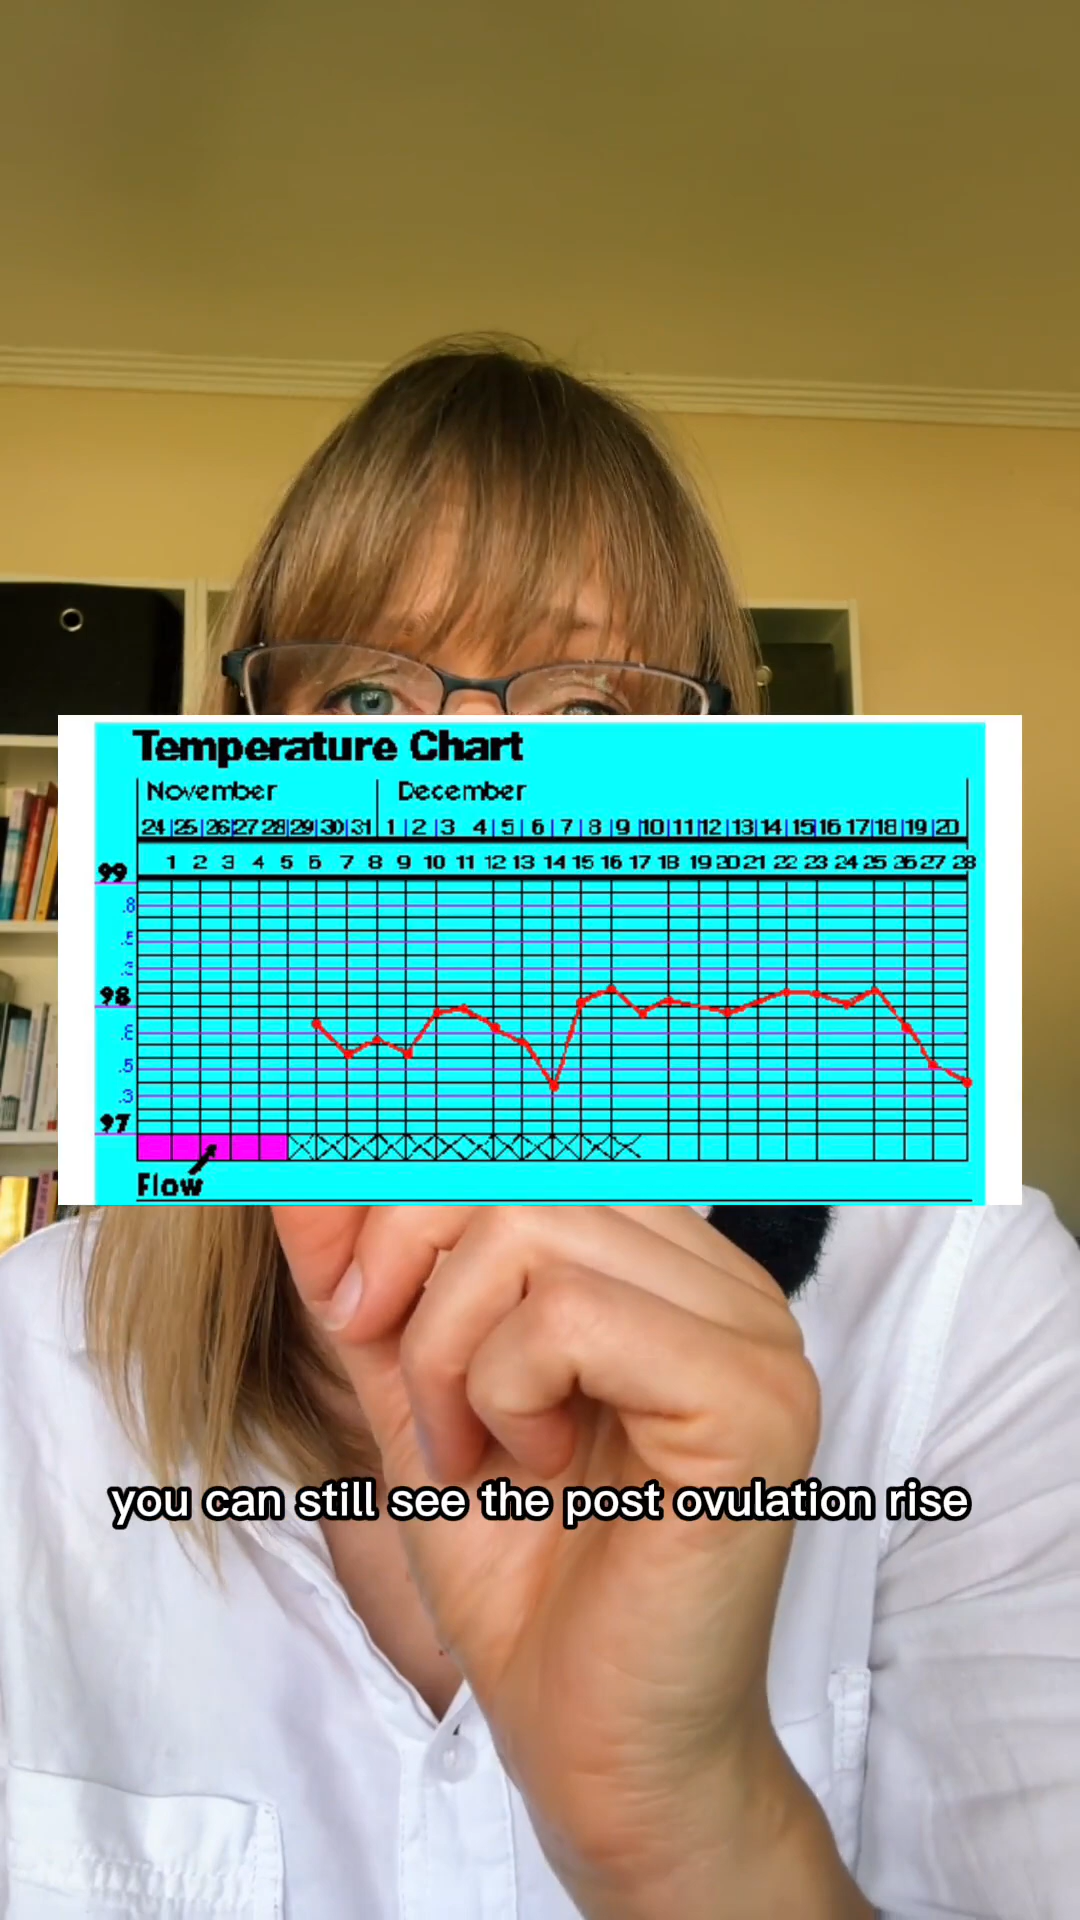 Temperature Chart
November December
24 25 26 27 28 29 30 31 1 2 3 4 5 6 7 8 9 10 11 12 13 14 15 16 17 18 19 20
1 2 3 4 5 6 7 8 9 10 11 12 13 14 15 16 17 18 19 20 21 22 23 24 25 26 27 28
99
.8
.5
.3
98
.8
.5
.3
97
Flow
you can still see the post ovulation rise